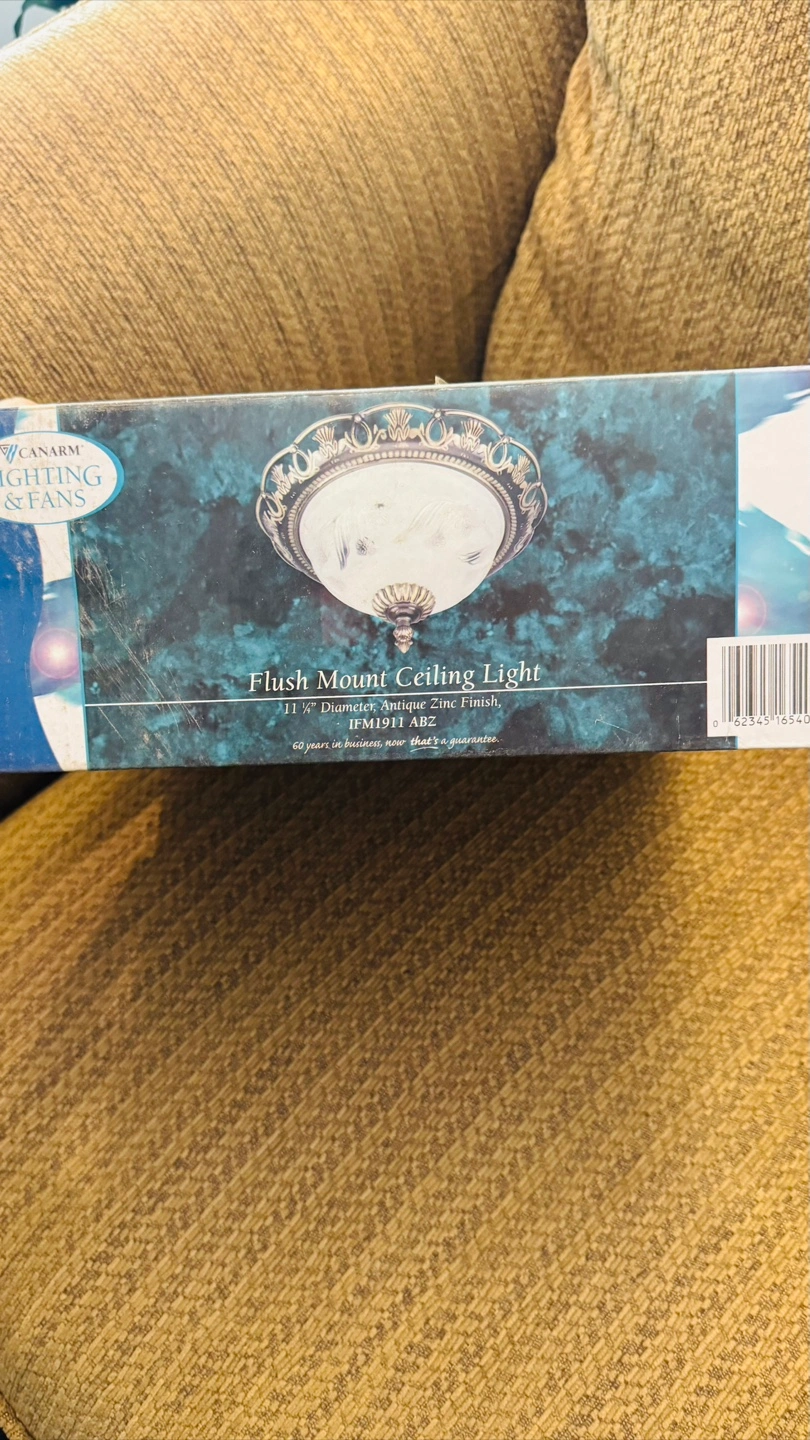 CANARM
IGHTING
& FANS
Flush Mount Ceiling Light
11 ¼" Diameter, Antique Zinc Finish,
IFM1911 ABZ
60 years in business, now that's a guarantee.
0 62345 16540